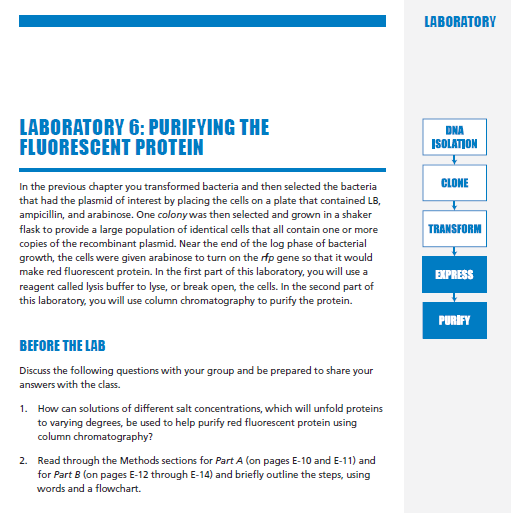 LABORATORY
LABORATORY 6: PURIFYING THE
FLUORESCENT PROTEIN
In the previous chapter you transformed bacteria and then selected the bacteria
that had the plasmid of interest by placing the cells on a plate that contained LB,
ampicillin, and arabinose. One colony was then selected and grown in a shaker
flask to provide a large population of identical cells that all contain one or more
copies of the recombinant plasmid. Near the end of the log phase of bacterial
growth, the cells were given arabinose to turn on the rfp gene so that it would
make red fluorescent protein. In the first part of this laboratory, you will use a
reagent called lysis buffer to lyse, or break open, the cells. In the second part of
this laboratory, you will use column chromatography to purify the protein.
BEFORE THE LAB
Discuss the following questions with your group and be prepared to share your
answers with the class.
1. How can solutions of different salt concentrations, which will unfold proteins
to varying degrees, be used to help purify red fluorescent protein using
column chromatography?
2. Read through the Methods sections for Part A (on pages E-10 and E-11) and
for Part B (on pages E-12 through E-14) and briefly outline the steps, using
words and a flowchart.
DNA
ISOLATION
CLONE
TRANSFORM
EXPRESS
PURIFY